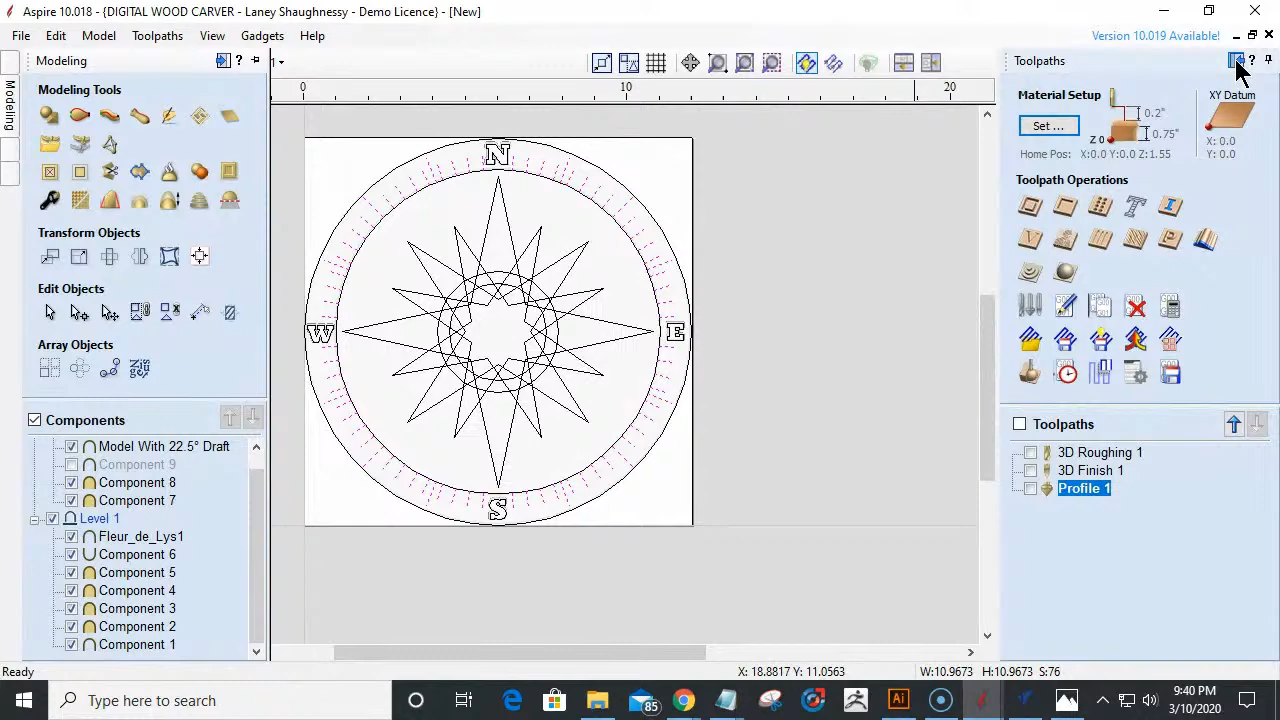 Aspire 10.018 - {DIGITAL WOOD CARVER - Laney Shaughnessy - Demo Licence} - [New]
File Edit Model Toolpaths View Gadgets Help
Version 10.019 Available!
Modeling
1
Toolpaths
Modeling
Modeling Tools
0 10 20
Material Setup
Set ...
0.2"
Z 0
0.75"
Home Pos: X:0.0 Y:0.0 Z:1.55
XY Datum
X: 0.0
Y: 0.0
Toolpath Operations
Transform Objects
Edit Objects
Array Objects
N
W
E
S
Components
Model With 22.5° Draft
Component 9
Component 8
Component 7
Level 1
Fleur_de_Lys1
Component 6
Component 5
Component 4
Component 3
Component 2
Component 1
Toolpaths
3D Roughing 1
3D Finish 1
Profile 1
Ready
X: 18.8817 Y: 11.0563
W:10.9673 H:10.9673 S:76
Type here to search
85
Ai
9:40 PM
3/10/2020